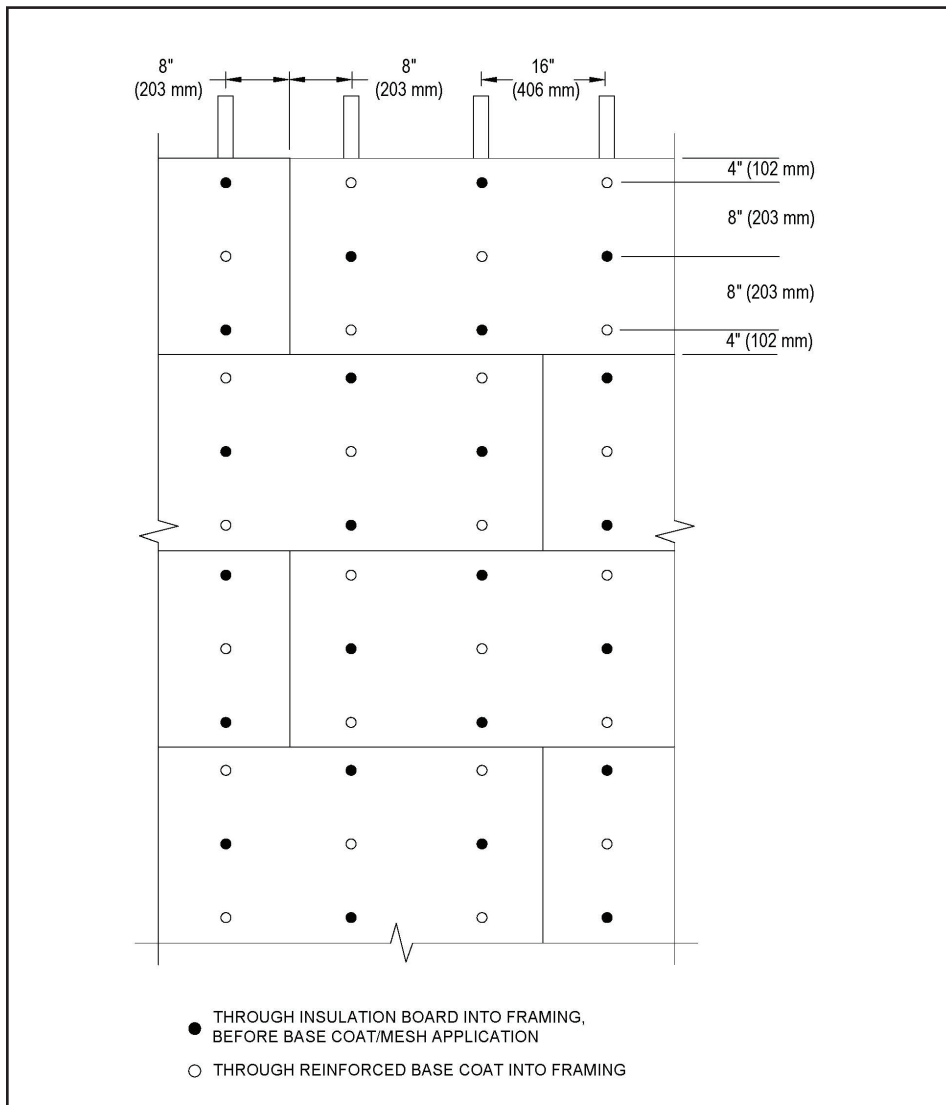 8" 8" 16"
(203 mm) (203 mm) (406 mm)
4" (102 mm)
8" (203 mm)
8" (203 mm)
4" (102 mm)
THROUGH INSULATION BOARD INTO FRAMING,
BEFORE BASE COAT/MESH APPLICATION
THROUGH REINFORCED BASE COAT INTO FRAMING